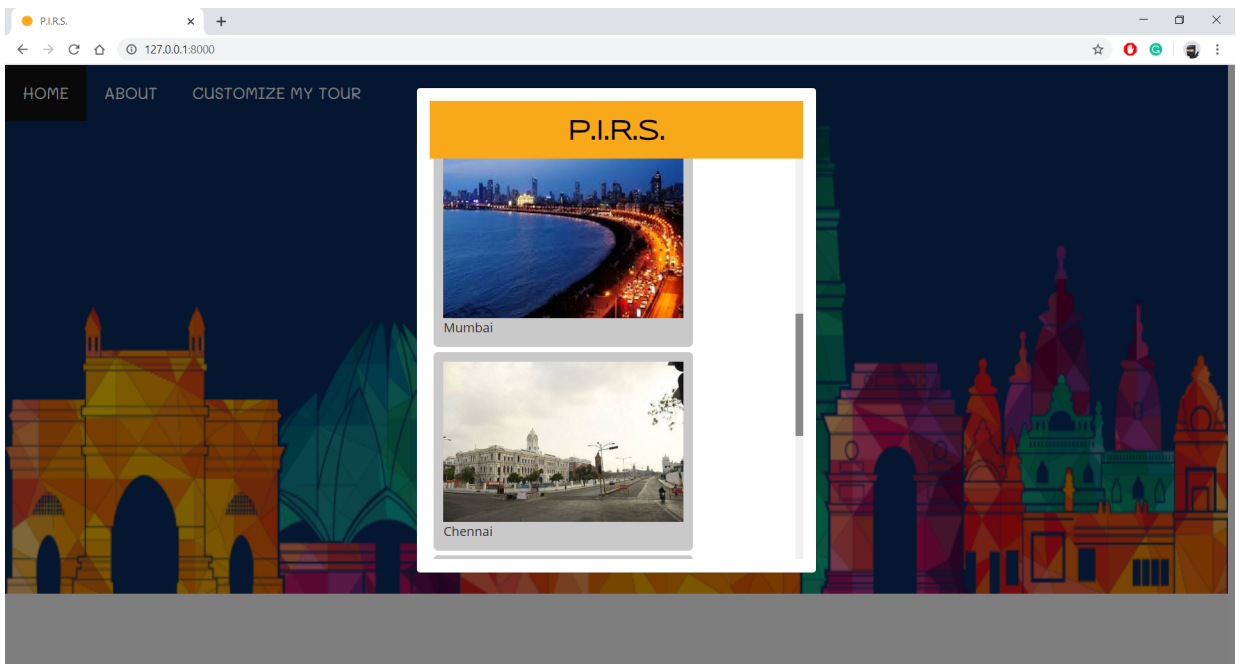 P.I.R.S.
127.0.0.1:8000
HOME ABOUT CUSTOMIZE MY TOUR
P.I.R.S.
Mumbai
Chennai